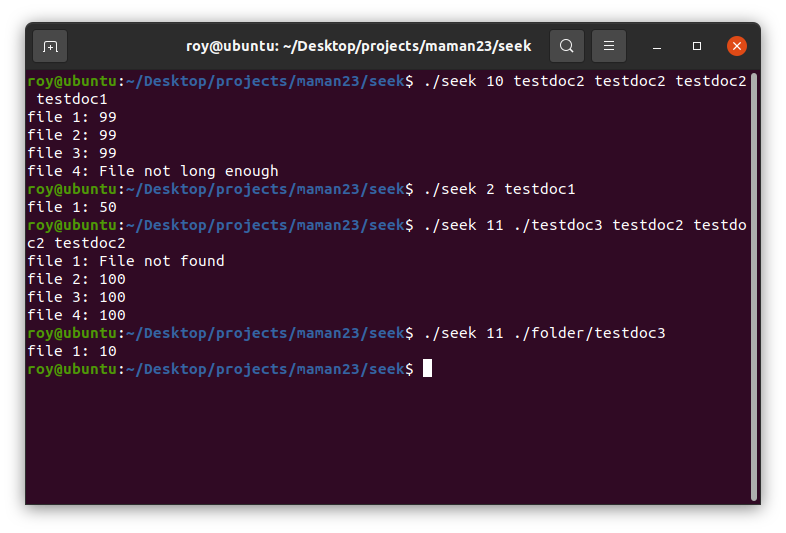 roy@ubuntu: ~/Desktop/projects/maman23/seek
roy@ubuntu:~/Desktop/projects/maman23/seek$ ./seek 10 testdoc2 testdoc2 testdoc2
 testdoc1
file 1: 99
file 2: 99
file 3: 99
file 4: File not long enough
roy@ubuntu:~/Desktop/projects/maman23/seek$ ./seek 2 testdoc1
file 1: 50
roy@ubuntu:~/Desktop/projects/maman23/seek$ ./seek 11 ./testdoc3 testdoc2 testdo
c2 testdoc2
file 1: File not found
file 2: 100
file 3: 100
file 4: 100
roy@ubuntu:~/Desktop/projects/maman23/seek$ ./seek 11 ./folder/testdoc3
file 1: 10
roy@ubuntu:~/Desktop/projects/maman23/seek$